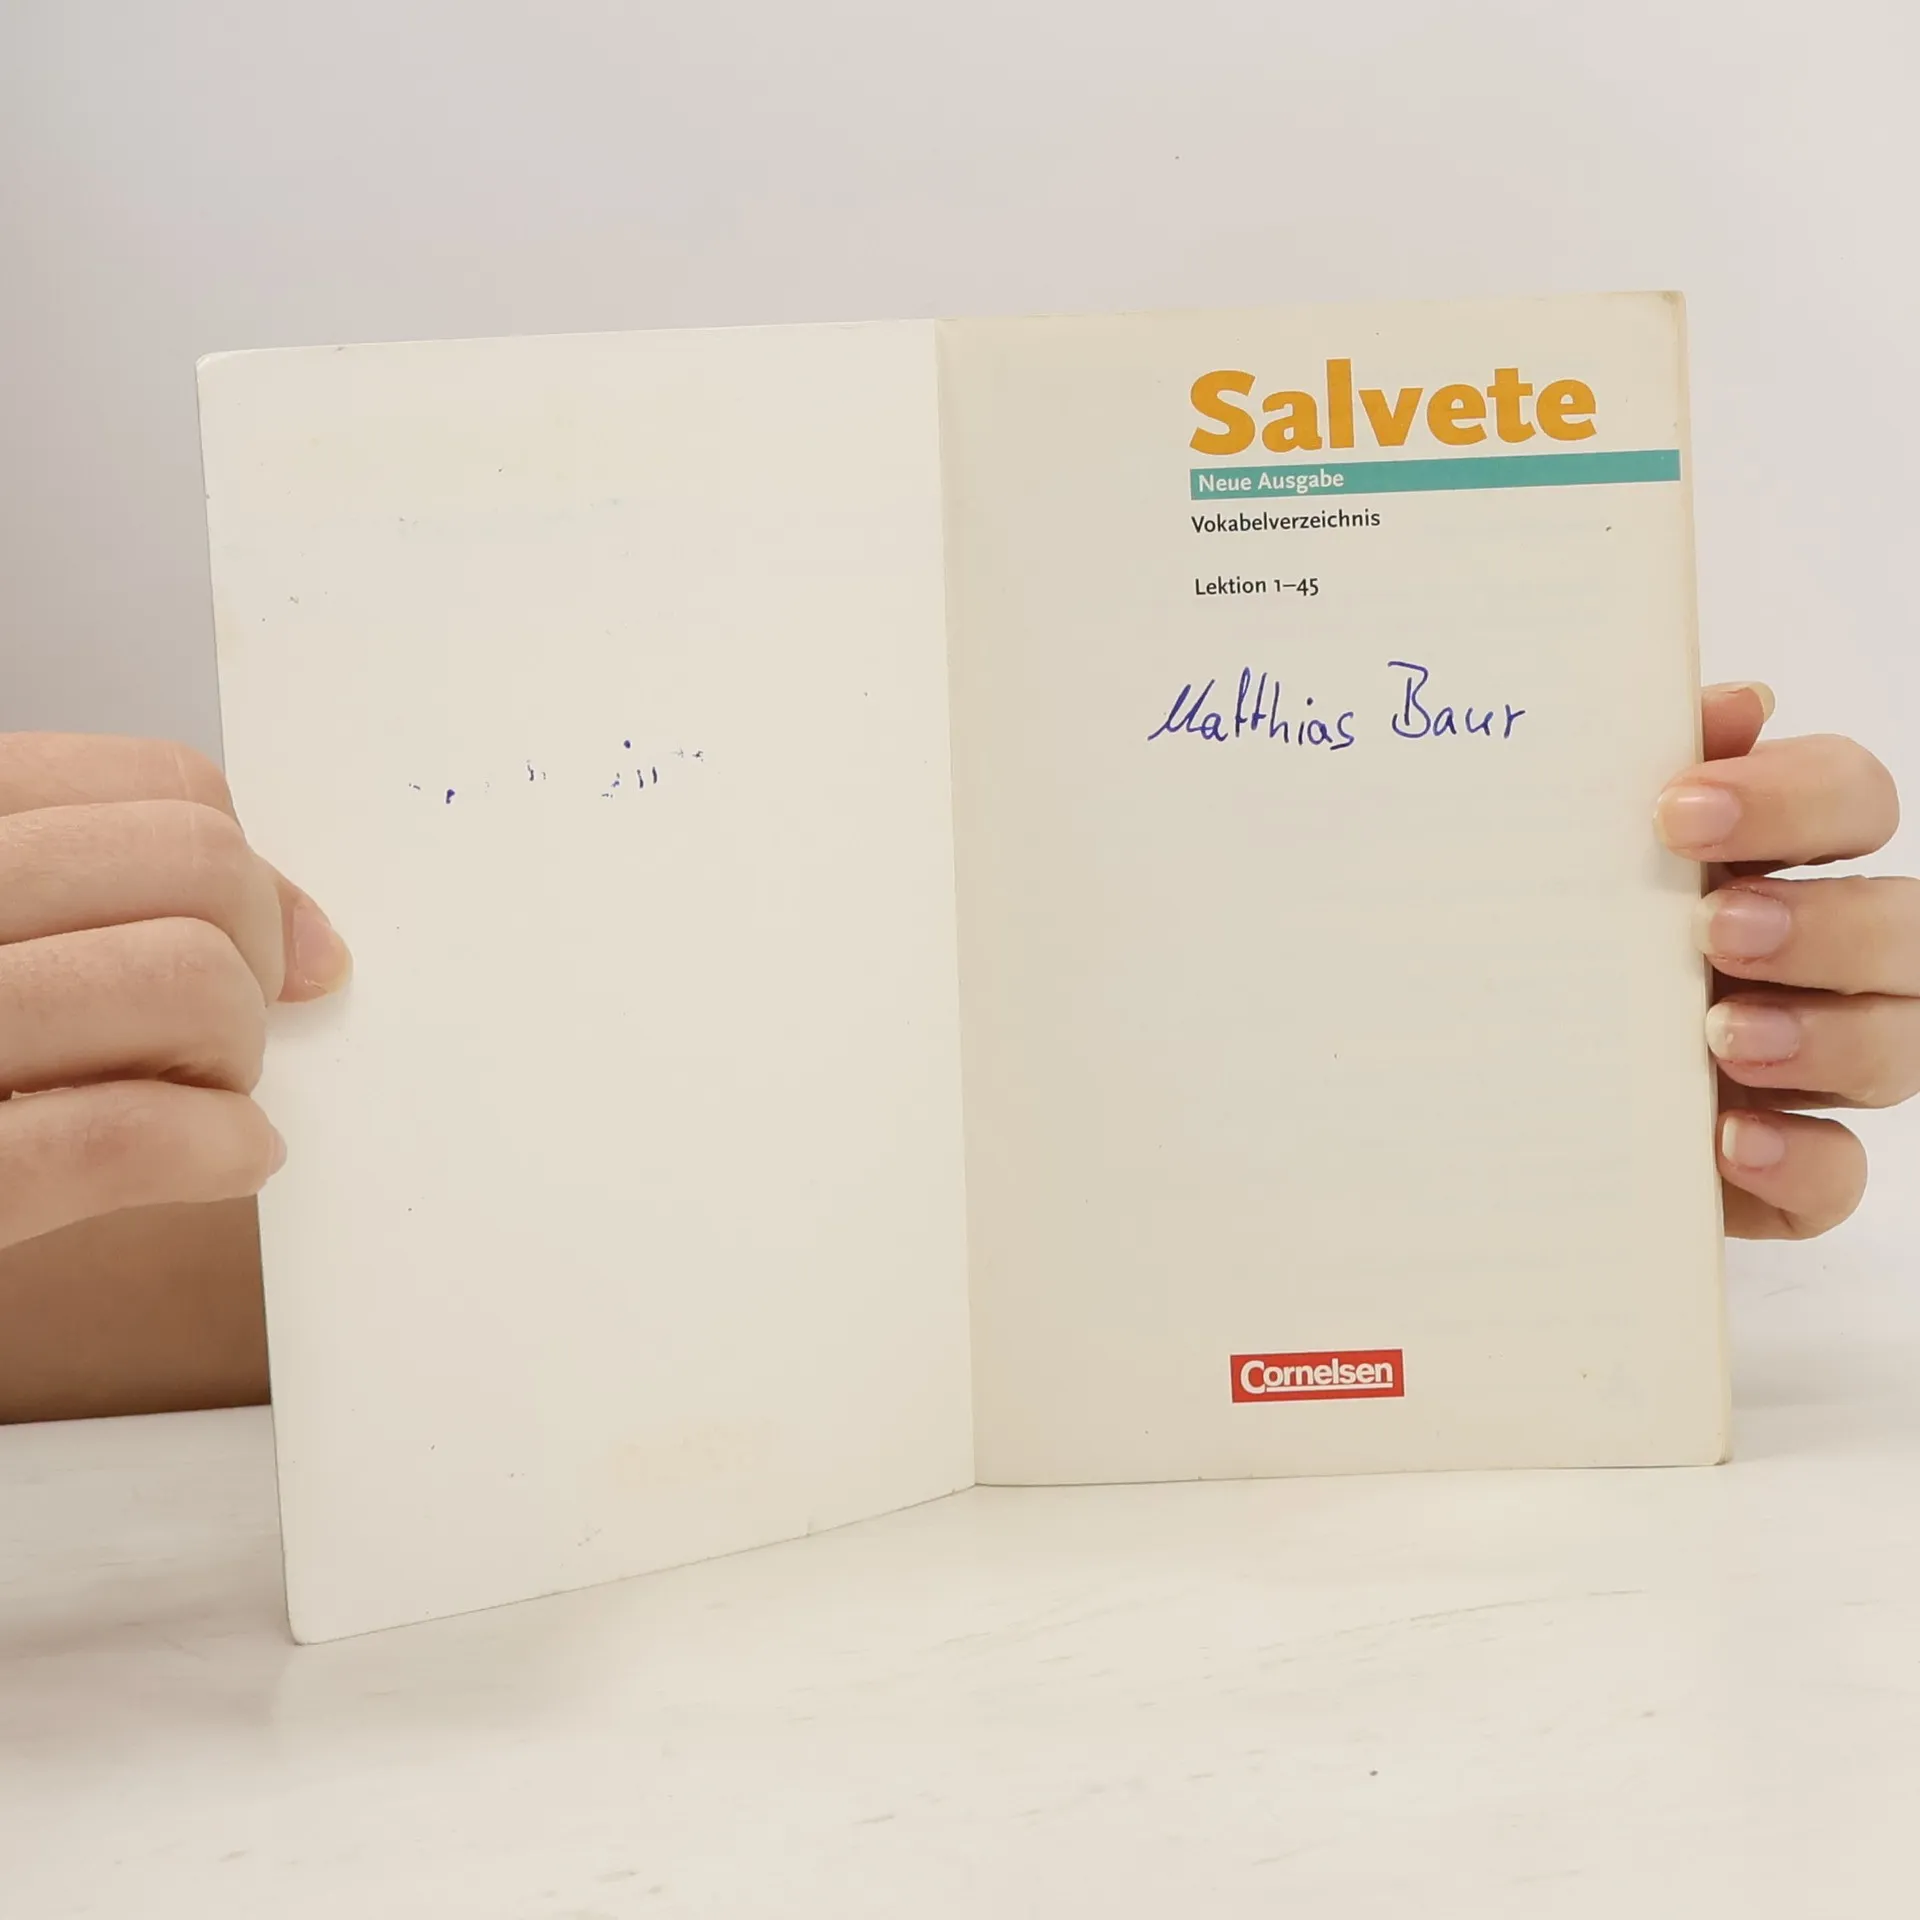 Salvete
Neue Ausgabe
Vokabelverzeichnis
Lektion 1–45
Matthias Baur
Cornelsen